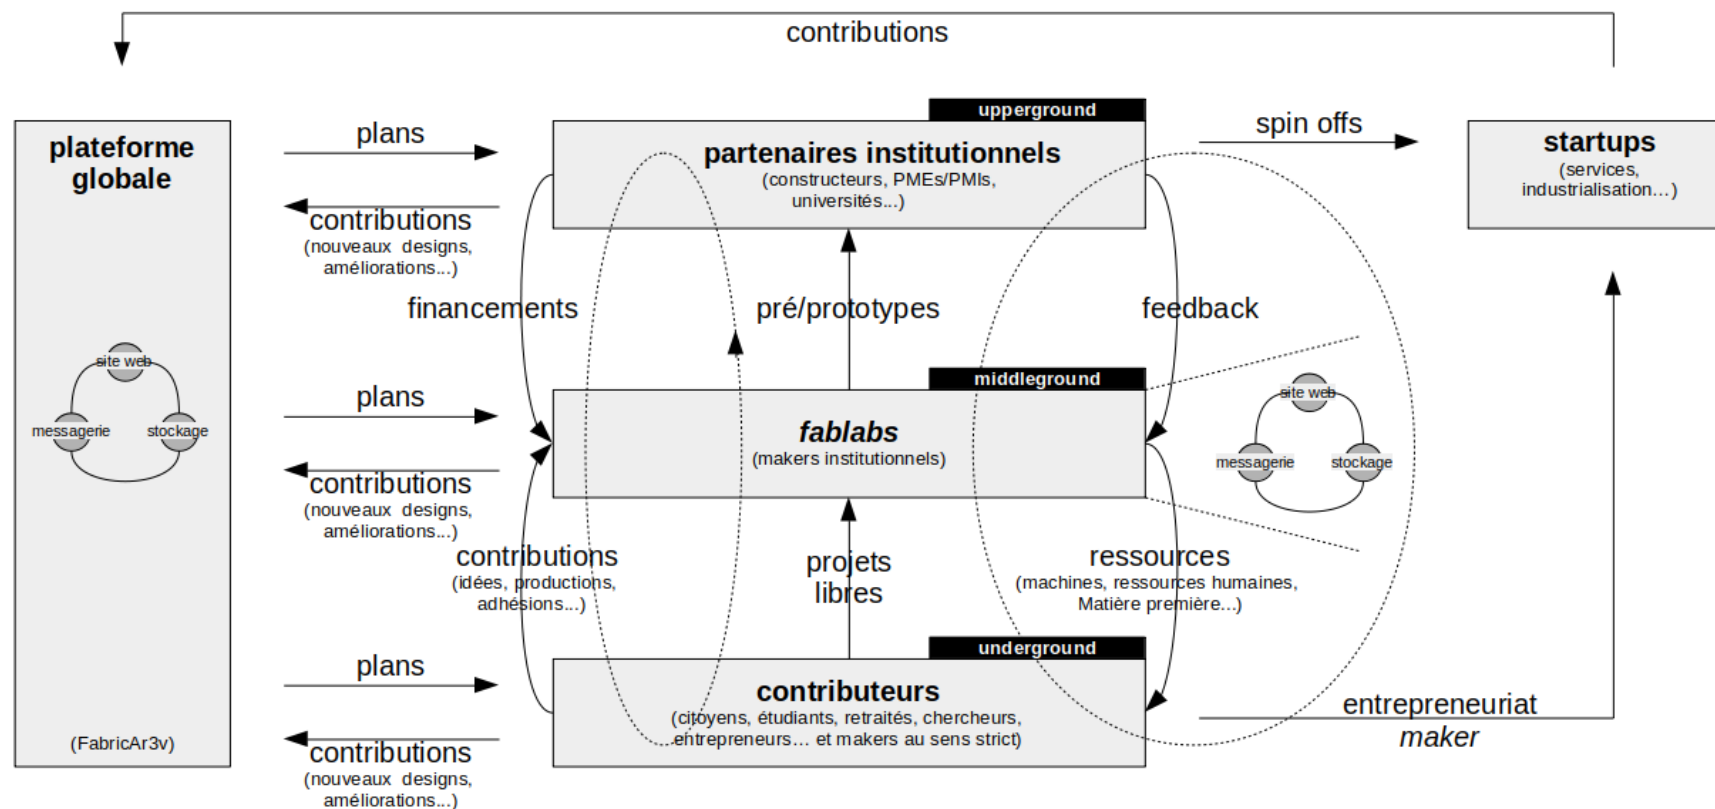 contributions
plateforme
globale
site web
messagerie
stockage
(FabricAr3v)
plans
contributions
(nouveaux designs,
améliorations...)
plans
contributions
(nouveaux designs,
améliorations...)
plans
contributions
(nouveaux designs,
améliorations...)
upperground
partenaires institutionnels
(constructeurs, PMEs/PMIs,
universités...)
spin offs
startups
(services,
industrialisation...)
financements
pré/prototypes
feedback
middleground
fablabs
(makers institutionnels)
site web
messagerie
stockage
contributions
(idées, productions,
adhésions...)
projets
libres
ressources
(machines, ressources humaines,
Matière première...)
underground
contributeurs
(citoyens, étudiants, retraités, chercheurs,
entrepreneurs... et makers au sens strict)
entrepreneuriat
maker